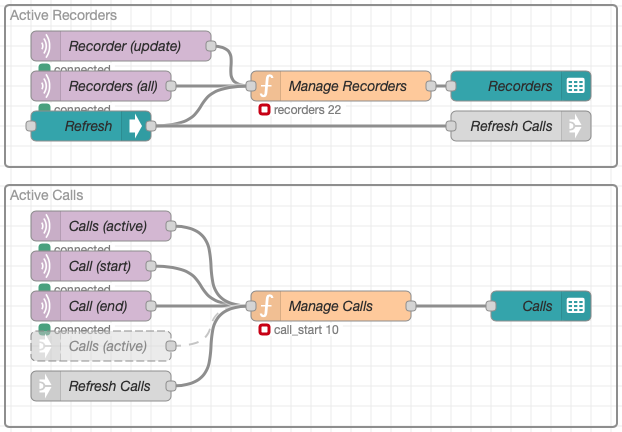 Active Recorders
Recorder (update)
connected
Recorders (all)
Manage Recorders
Recorders
connected
recorders 22
Refresh
Refresh Calls
Active Calls
Calls (active)
connected
Call (start)
connected
Call (end)
Manage Calls
Calls
connected
call_start 10
Calls (active)
Refresh Calls